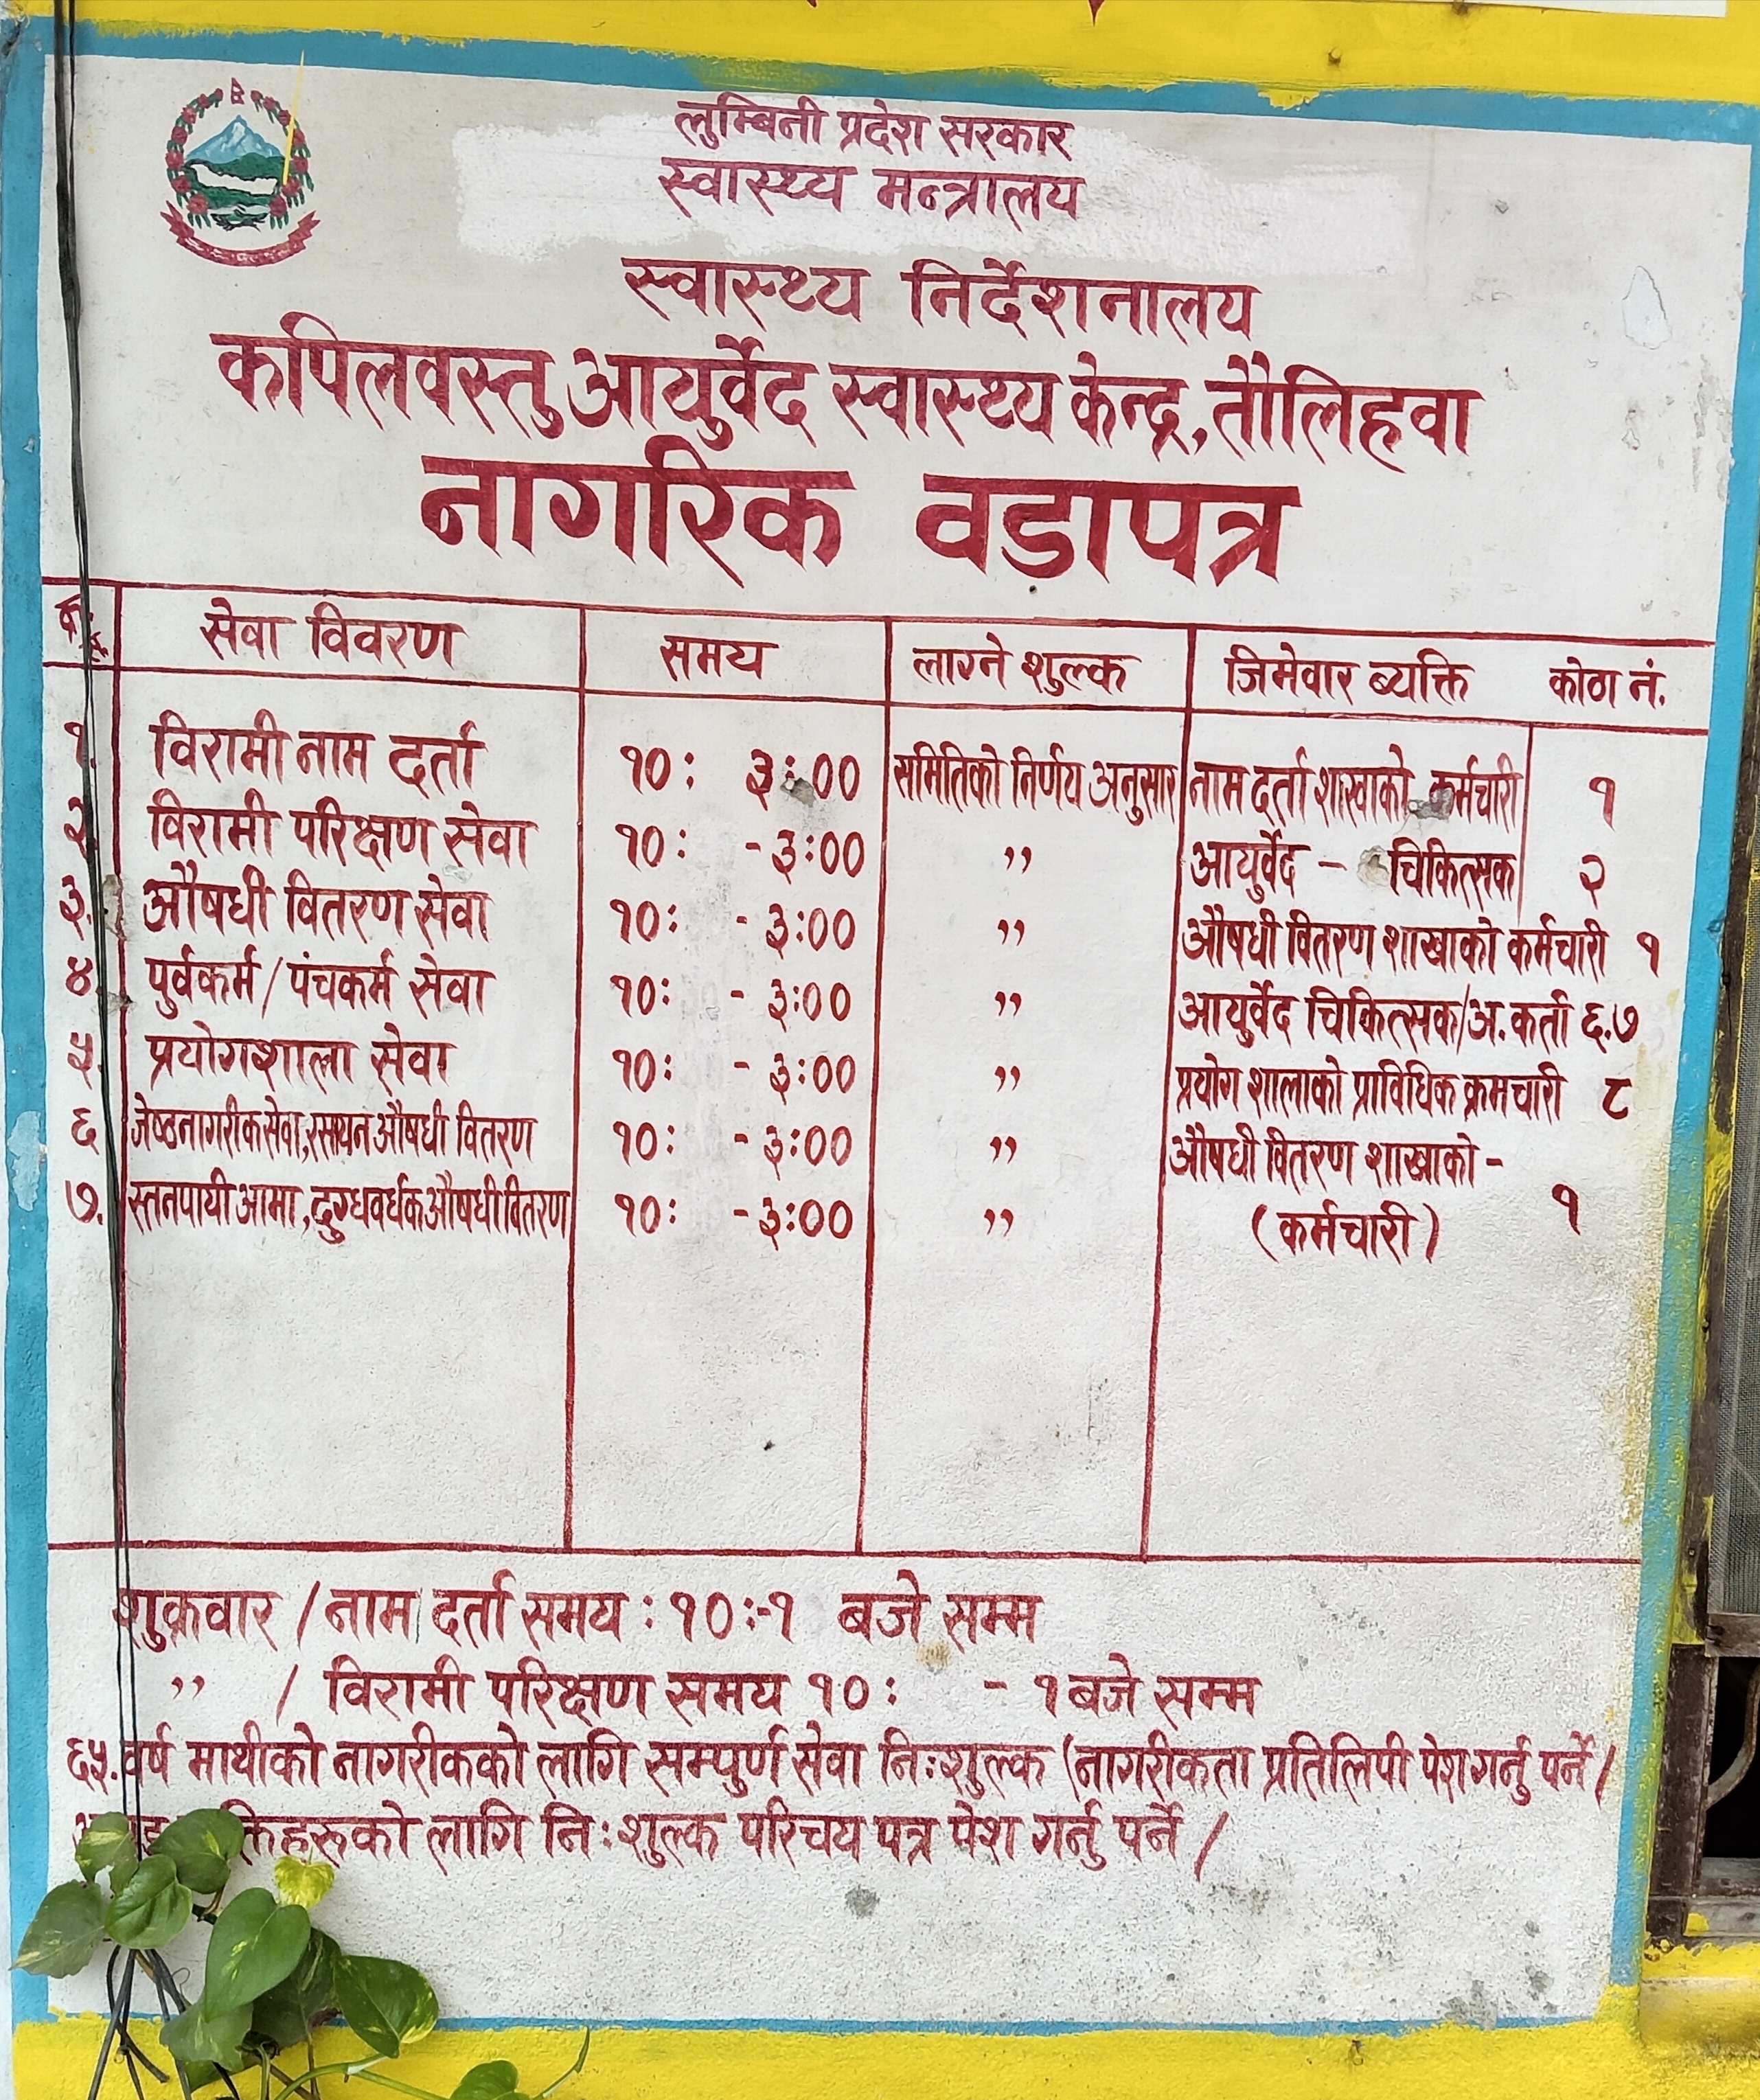 लुम्बिनी प्रदेश सरकार
स्वास्थ्य मन्त्रालय
स्वास्थ्य निर्देशनालय
कपिलवस्तु आयुर्वेद स्वास्थ्य केन्द्र, तौलिहवा
नागरिक वडापत्र
सेवा विवरण समय लाग्ने शुल्क जिमेवार ब्यक्ति कोठा नं.
१. विरामी नाम दर्ता १०: ३:०० समितिको निर्णय अनुसार नाम दर्ता शाखाको कर्मचारी १
२. विरामी परिक्षण सेवा १०: -३:०० ,, आयुर्वेद - चिकित्सक २
३. औषधी वितरण सेवा १०: -३:०० ,, औषधी वितरण शाखाको कर्मचारी १
४. पुर्वकर्म/पंचकर्म सेवा १०: -३:०० ,, आयुर्वेद चिकित्सक/अ.कर्ता ६.७
५. प्रयोगशाला सेवा १०: -३:०० ,, प्रयोग शालाको प्राविधिक क्रमचारी ८
६ जेष्ठनागरीक सेवा, रसायन औषधी वितरण १०: -३:०० ,, औषधी वितरण शाखाको -
७. स्तनपायी आमा, दुग्धवर्धक औषधी वितरण १०: -३:०० ,, (कर्मचारी) १
शुक्रवार / नाम दर्ता समय : १०:-१ बजे सम्म
,, / विरामी परिक्षण समय १०: - १ बजे सम्म
६५. वर्ष माथीको नागरीकको लागि सम्पुर्ण सेवा नि:शुल्क (नागरीकता प्रतिलिपी पेश गर्नु पर्ने/
लागि नि:शुल्क परिचय पत्र पेश गर्नु पर्ने /